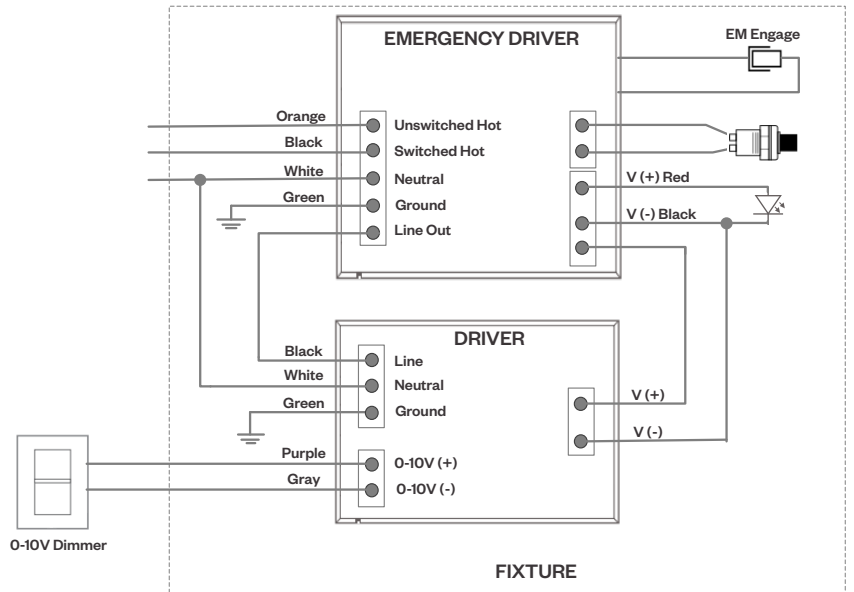 EMERGENCY DRIVER
EM Engage
Orange
Unswitched Hot
Black
Switched Hot
White
Neutral
V (+) Red
Green
Ground
V (-) Black
Line Out
DRIVER
Black
Line
White
Neutral
V (+)
Green
Ground
V (-)
Purple
0-10V (+)
Gray
0-10V (-)
0-10V Dimmer
FIXTURE